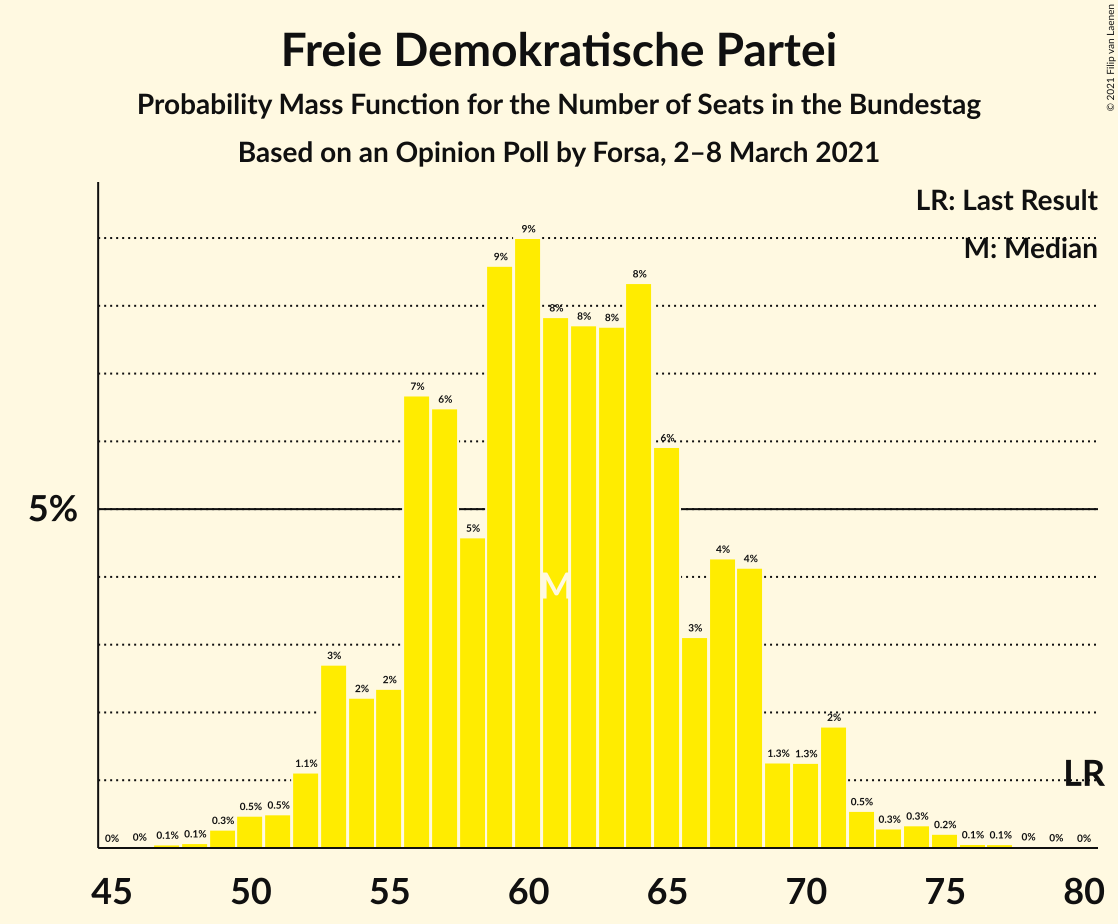 Freie Demokratische Partei
Probability Mass Function for the Number of Seats in the Bundestag
Based on an Opinion Poll by Forsa, 2–8 March 2021
© 2021 Filip van Laenen
LR: Last Result
M: Median
5%
0% 0% 0.1% 0.1% 0.3% 0.5% 0.5% 1.1% 3% 2% 2% 7% 6% 5% 9% 9% 8% 8% 8% 8% 6% 3% 4% 4% 1.3% 1.3% 2% 0.5% 0.3% 0.3% 0.2% 0.1% 0.1% 0% 0% 0%
M
LR
45 50 55 60 65 70 75 80